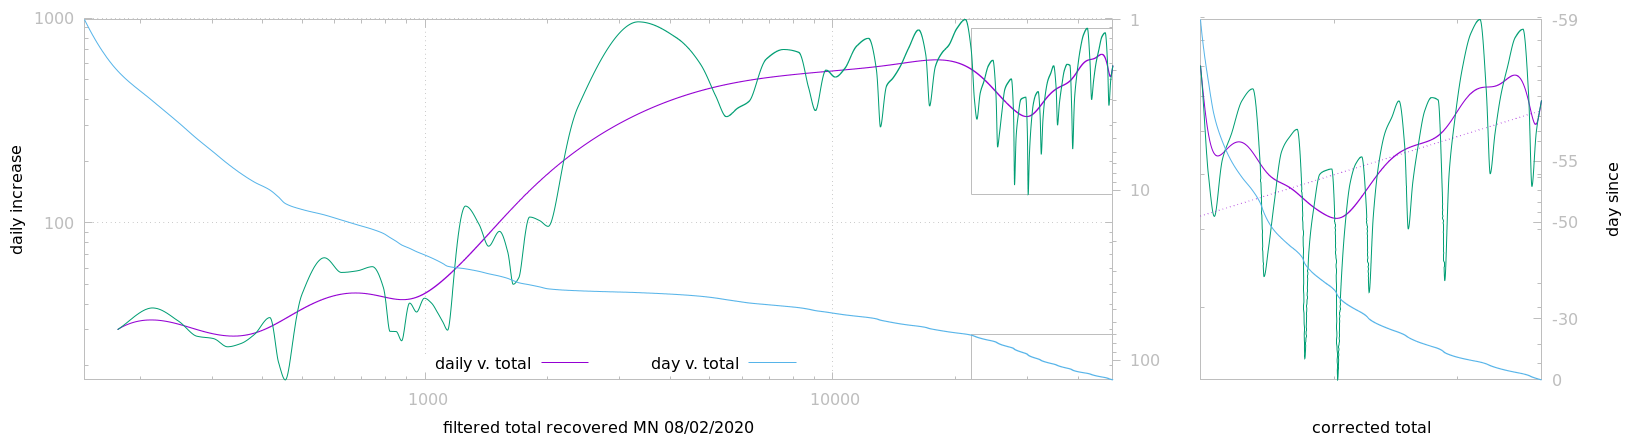 1000
100
daily increase
1
10
100
1000
10000
daily v. total
day v. total
filtered total recovered MN 08/02/2020
-59
-55
-50
-30
0
day since
corrected total